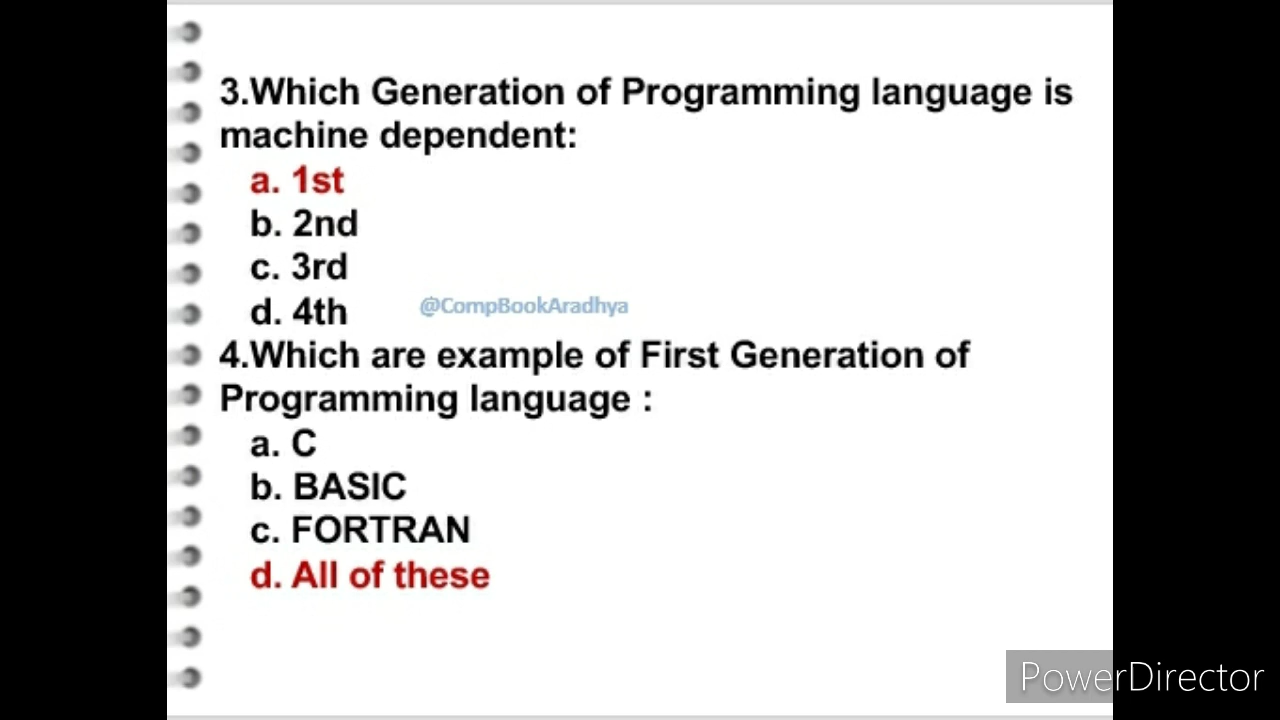 3.Which Generation of Programming language is
machine dependent:
a. 1st
b. 2nd
c. 3rd
d. 4th
@CompBookAradhya
4.Which are example of First Generation of
Programming language :
a. C
b. BASIC
c. FORTRAN
d. All of these
PowerDirector